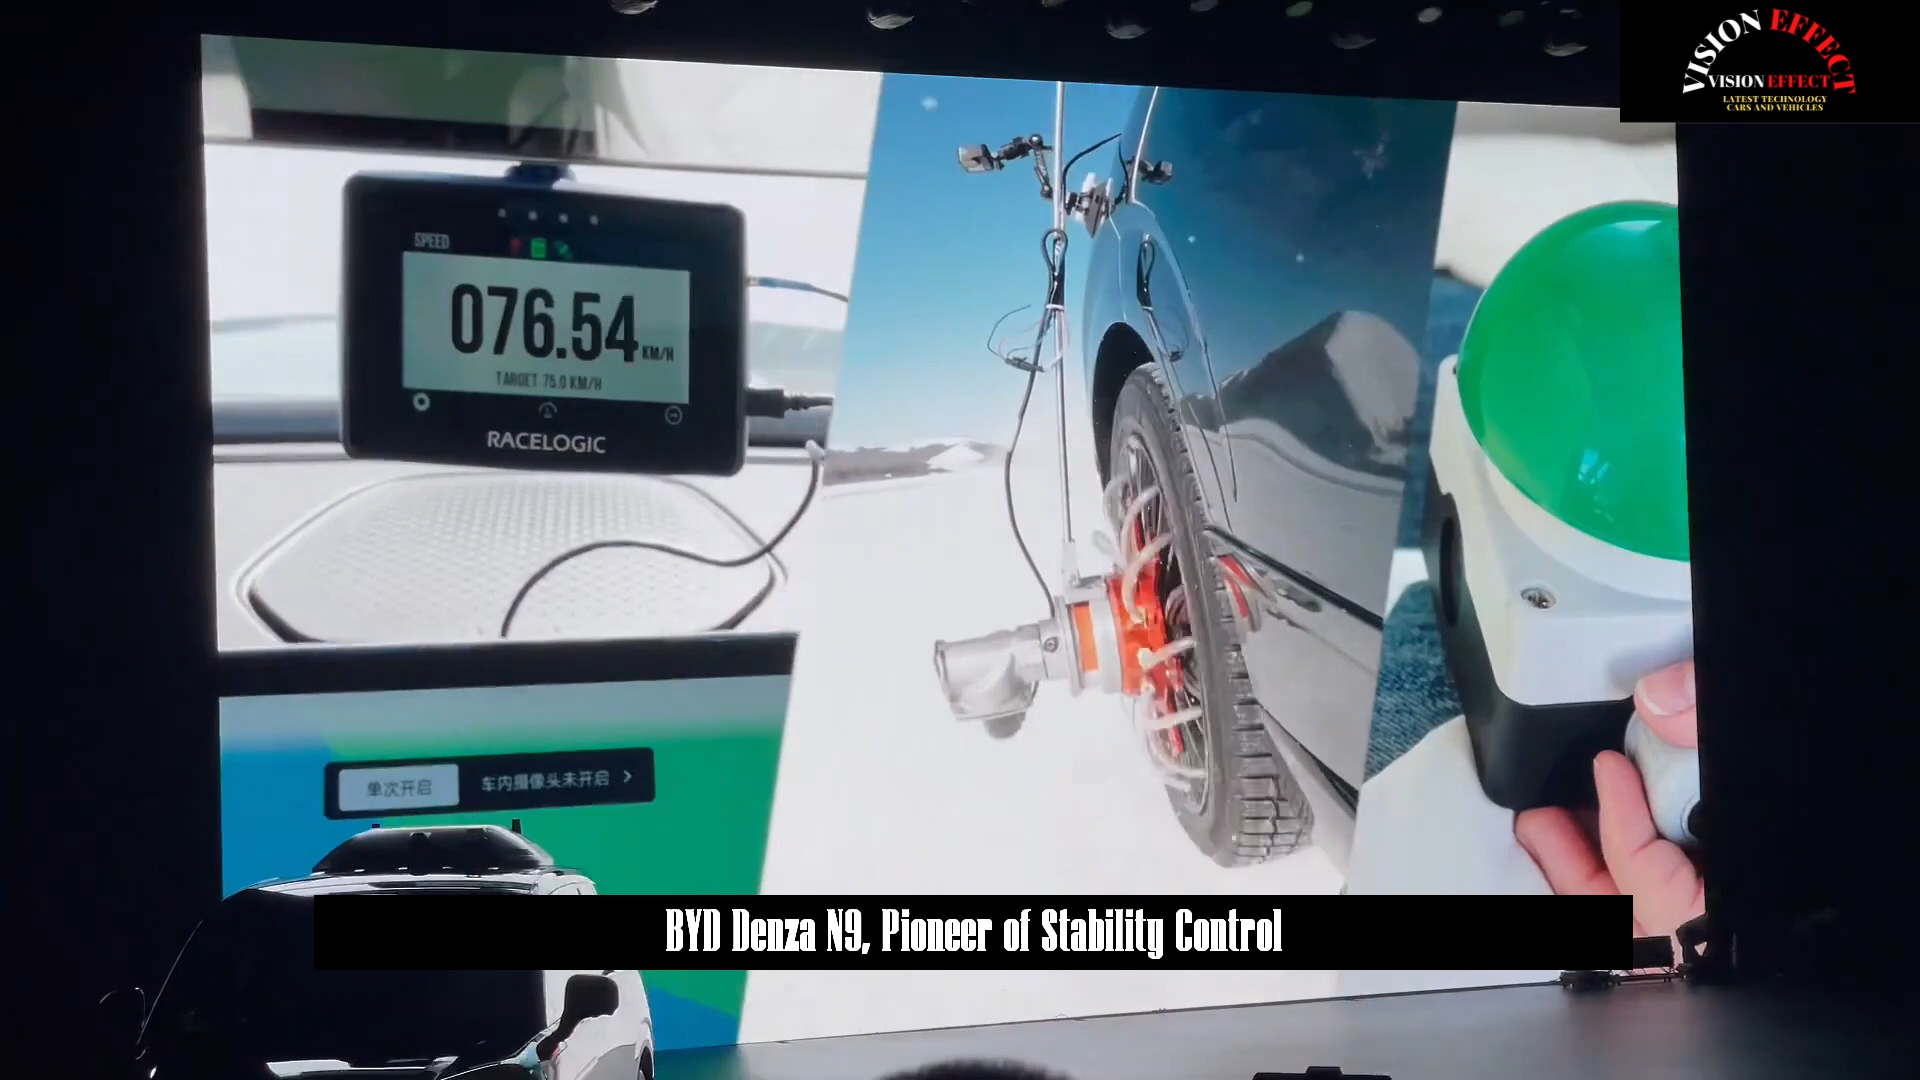 VISION EFFECT
VISION EFFECT
LATEST TECHNOLOGY
CARS AND VEHICLES
SPEED
076.54 KM/H
TARGET 75.0 KM/H
RACELOGIC
单次开启 车内摄像头未开启 >
BYD Denza N9, Pioneer of Stability Control